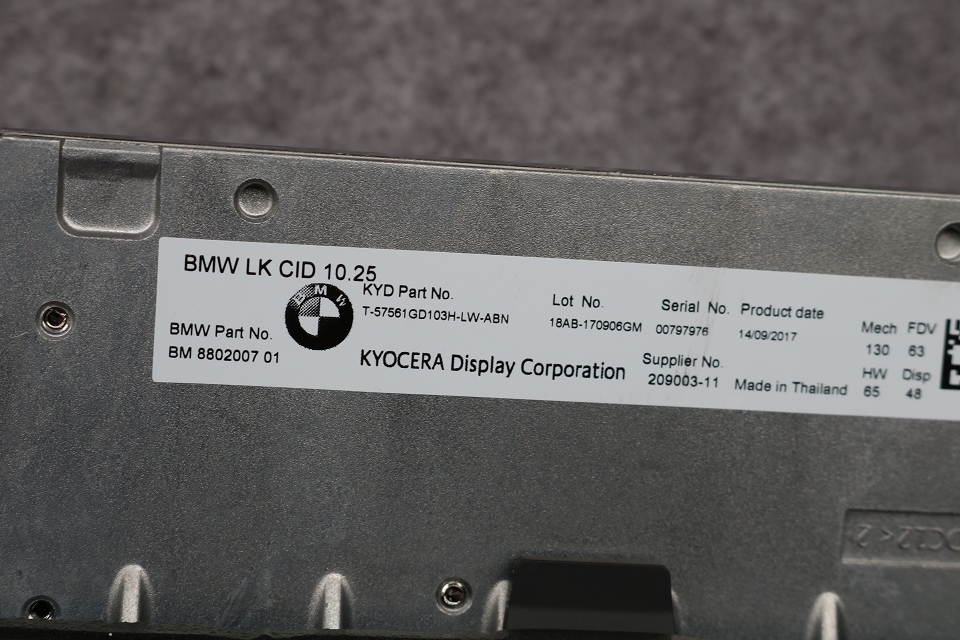 BMW LK CID 10.25
BMW
KYD Part No.
T-57561GD103H-LW-ABN
BMW Part No.
BM 8802007 01
KYOCERA Display Corporation
Lot No.
18AB-170906GM
Serial No.
00797976
Product date
14/09/2017
Supplier No.
209003-11
Made in Thailand
Mech FDV
130 63
HW Disp
65 48